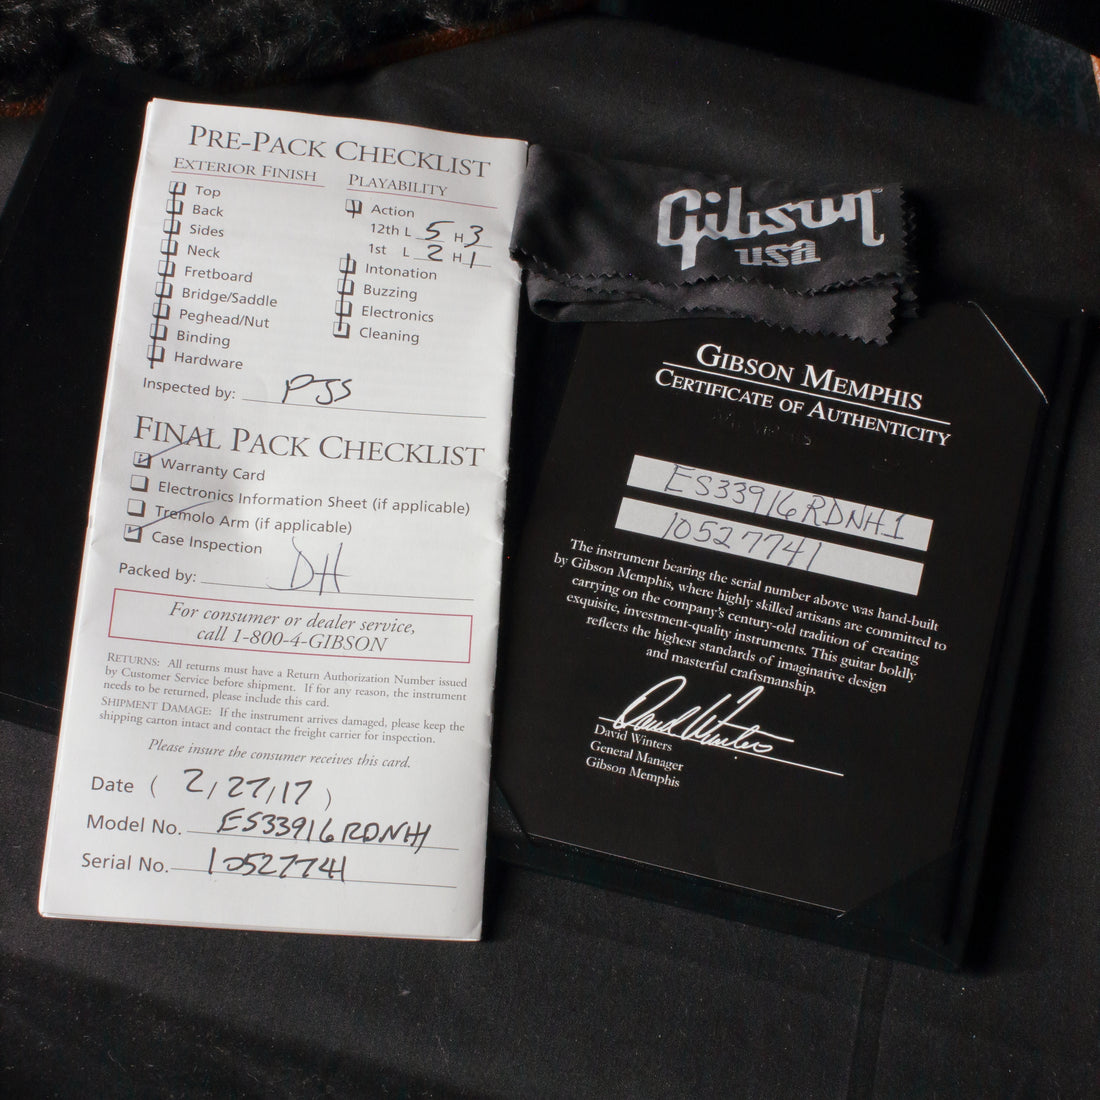 PRE-PACK CHECKLIST
EXTERIOR FINISH
Top
Back
Sides
Neck
Fretboard
Bridge/Saddle
Peghead/Nut
Binding
Hardware
PLAYABILITY
Action
12th L 5 H 3
1st L 2 H 1
Intonation
Buzzing
Electronics
Cleaning
Inspected by: PJS
FINAL PACK CHECKLIST
Warranty Card
Electronics Information Sheet (if applicable)
Tremolo Arm (if applicable)
Case Inspection
Packed by: DH
For consumer or dealer service,
call 1-800-4-GIBSON
RETURNS: All returns must have a Return Authorization Number issued
by Customer Service before shipment. If for any reason, the instrument
needs to be returned, please include this card.
SHIPMENT DAMAGE: If the instrument arrives damaged, please keep the
shipping carton intact and contact the freight carrier for inspection.
Please insure the consumer receives this card.
Date ( 2/27/17 )
Model No. ES33916RDNH1
Serial No. 10527741
Gibson
usa
GIBSON MEMPHIS
CERTIFICATE OF AUTHENTICITY
ES33916RDNH1
10527741
The instrument bearing the serial number above was hand-built
by Gibson Memphis, where highly skilled artisans are committed to
carrying on the company's century-old tradition of creating
exquisite, investment-quality instruments. This guitar boldly
reflects the highest standards of imaginative design
and masterful craftsmanship.
David Winters
David Winters
General Manager
Gibson Memphis